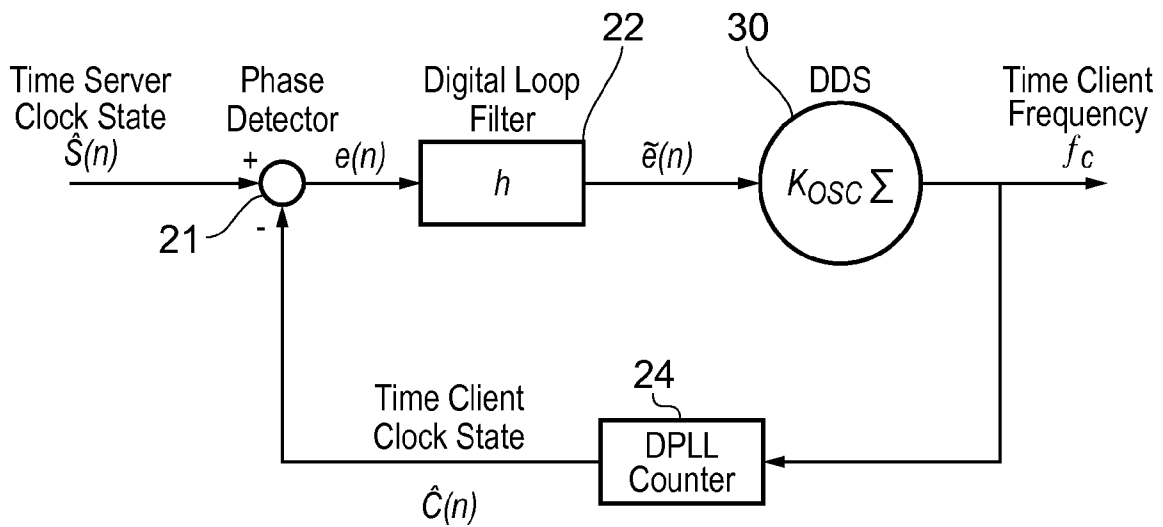 22
30
Time Server
Clock State
Ŝ(n)
Phase
Detector
Digital Loop
Filter
DDS
Time Client
Frequency
f_C
+
-
21
e(n)
h
ẽ(n)
K_OSC Σ
24
Time Client
Clock State
Ĉ(n)
DPLL
Counter